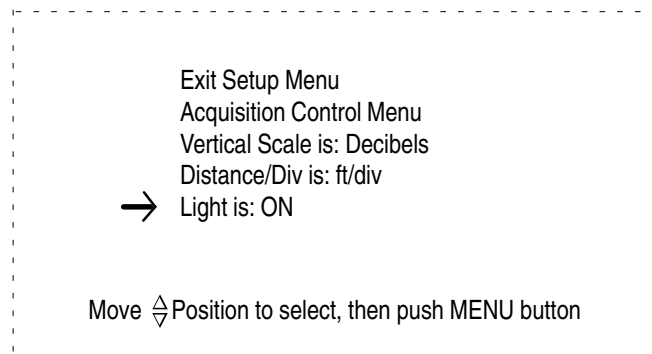 Exit Setup Menu
Acquisition Control Menu
Vertical Scale is: Decibels
Distance/Div is: ft/div
Light is: ON
Move Position to select, then push MENU button